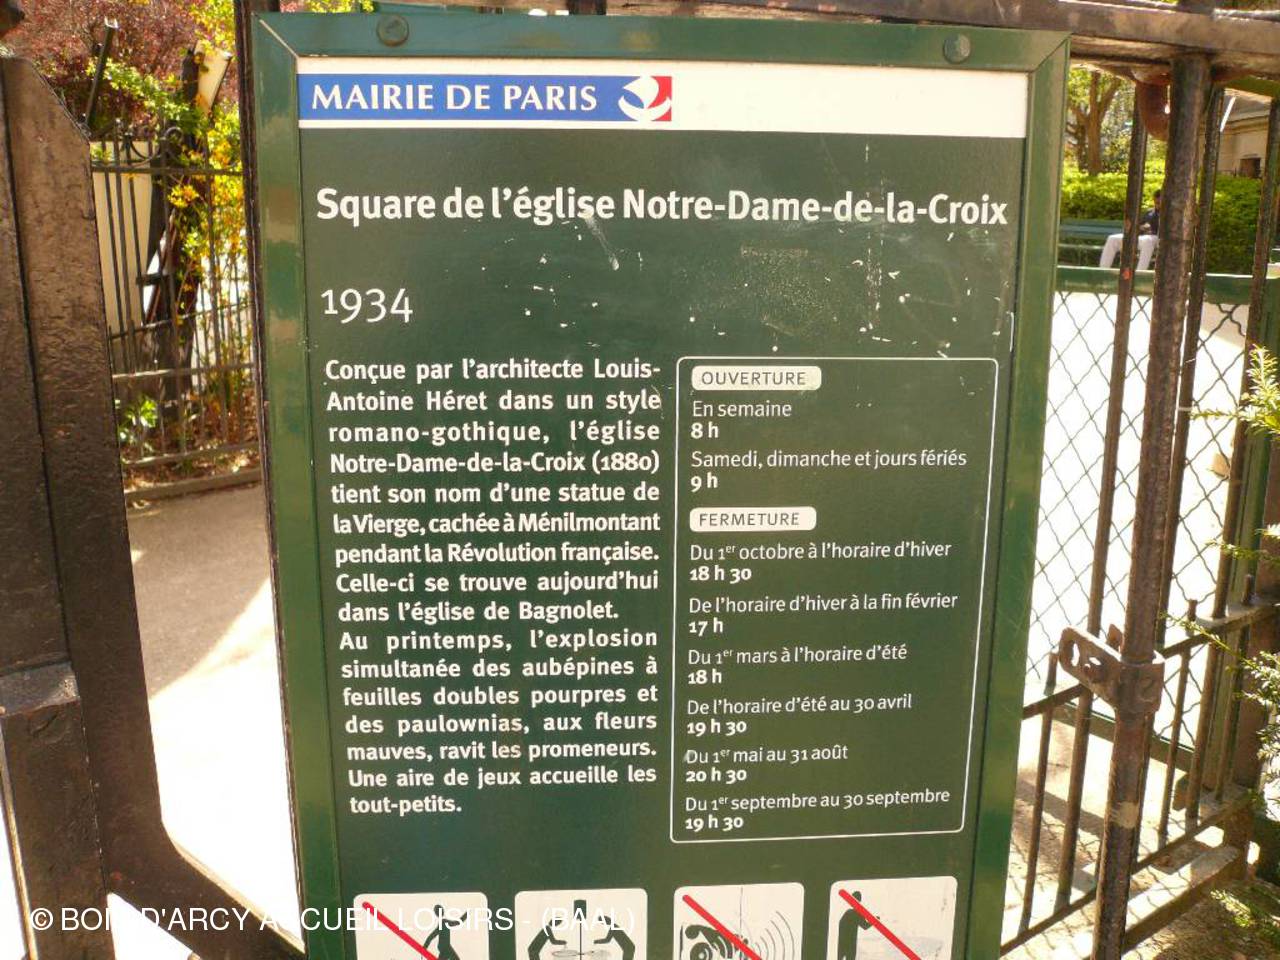 MAIRIE DE PARIS
Square de l'église Notre-Dame-de-la-Croix
1934
Conçue par l'architecte Louis-
Antoine Héret dans un style
romano-gothique, l'église
Notre-Dame-de-la-Croix (1880)
tient son nom d'une statue de
la Vierge, cachée à Ménilmontant
pendant la Révolution française.
Celle-ci se trouve aujourd'hui
dans l'église de Bagnolet.
Au printemps, l'explosion
simultanée des aubépines à
feuilles doubles pourpres et
des paulownias, aux fleurs
mauves, ravit les promeneurs.
Une aire de jeux accueille les
tout-petits.
OUVERTURE
En semaine
8 h
Samedi, dimanche et jours fériés
9 h
FERMETURE
Du 1er octobre à l'horaire d'hiver
18 h 30
De l'horaire d'hiver à la fin février
17 h
Du 1er mars à l'horaire d'été
18 h
De l'horaire d'été au 30 avril
19 h 30
Du 1er mai au 31 août
20 h 30
Du 1er septembre au 30 septembre
19 h 30
© BOIS D'ARCY ACCUEIL LOISIRS - (BAAL)